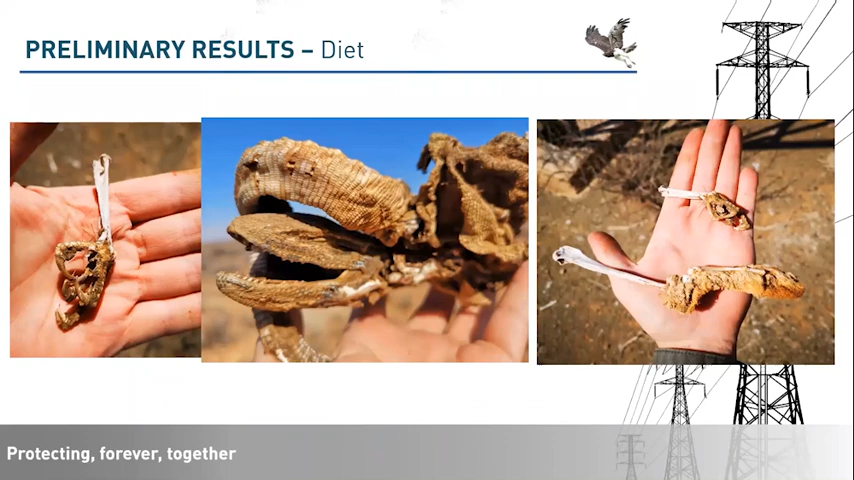 PRELIMINARY RESULTS – Diet
Protecting, forever, together